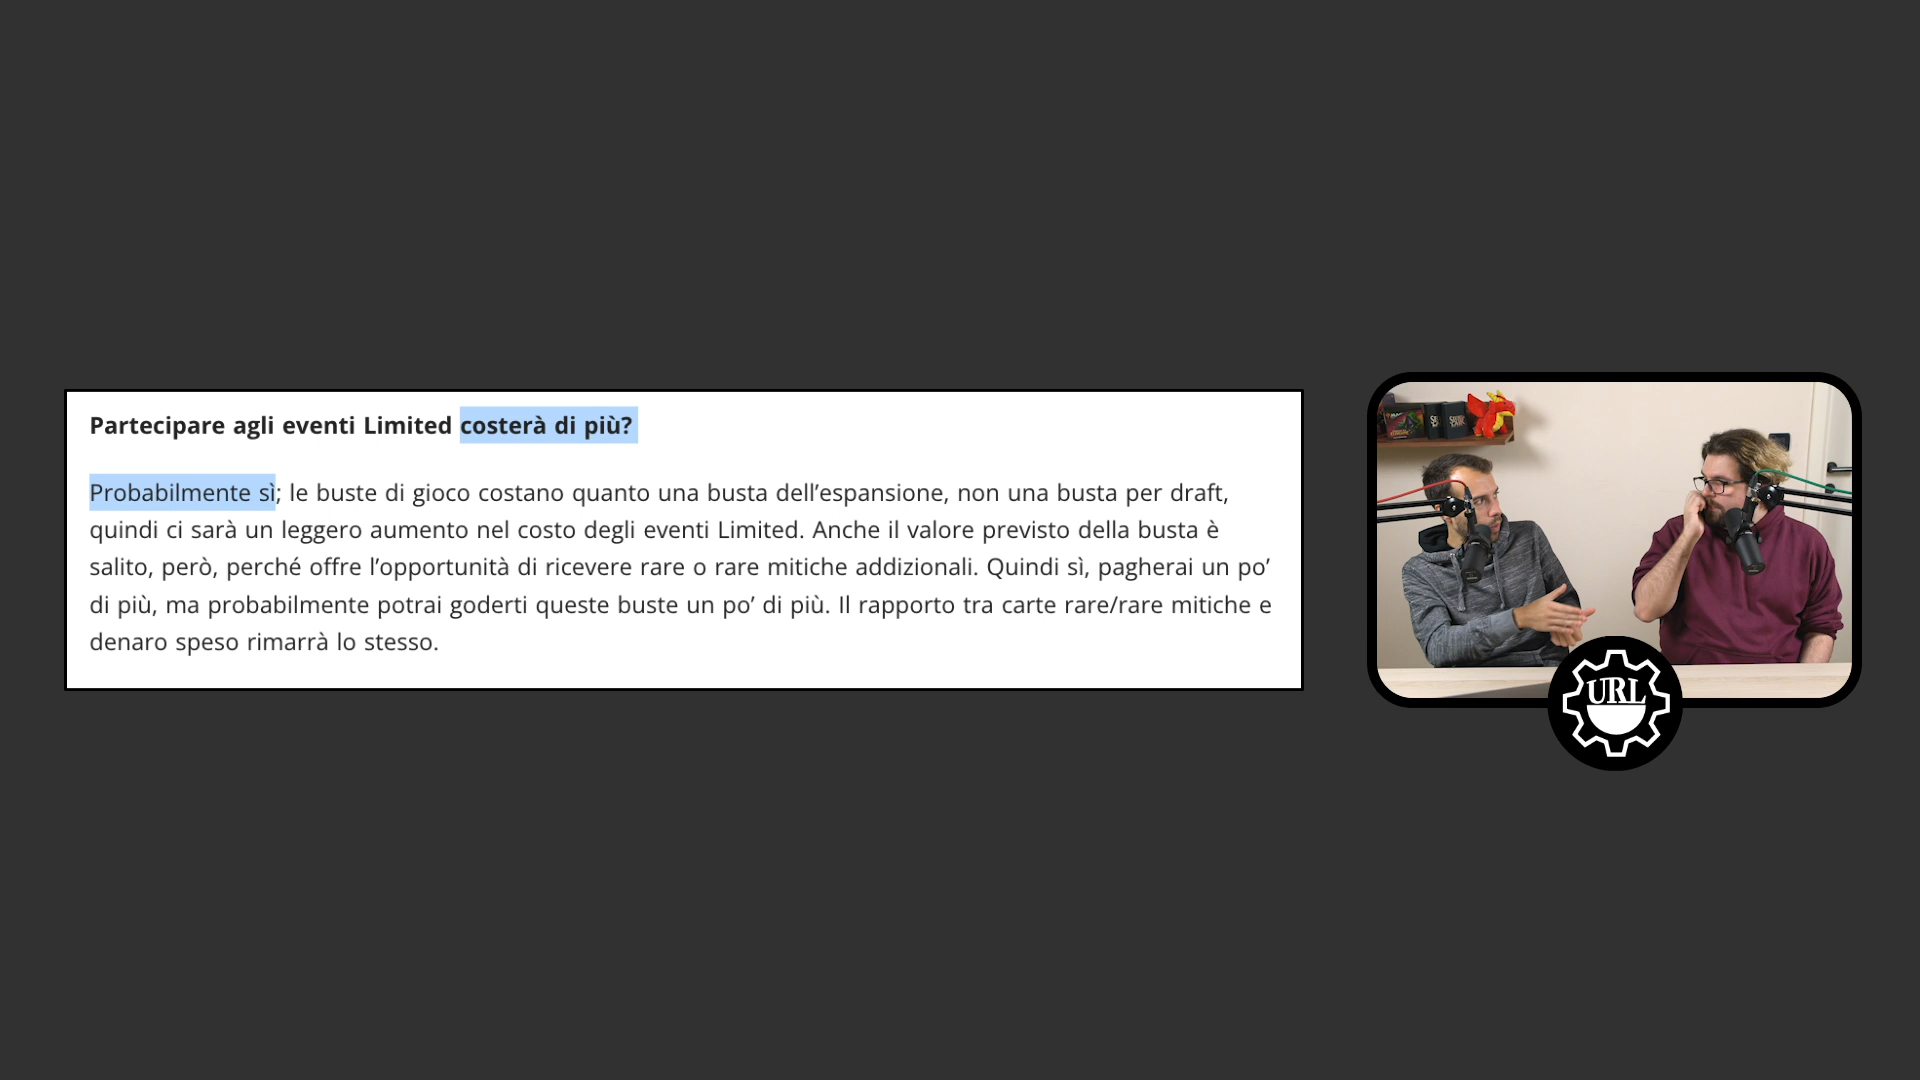 Partecipare agli eventi Limited costerà di più?
Probabilmente sì; le buste di gioco costano quanto una busta dell’espansione, non una busta per draft,
quindi ci sarà un leggero aumento nel costo degli eventi Limited. Anche il valore previsto della busta è
salito, però, perché offre l’opportunità di ricevere rare o rare mitiche addizionali. Quindi sì, pagherai un po’
di più, ma probabilmente potrai goderti queste buste un po’ di più. Il rapporto tra carte rare/rare mitiche e
denaro speso rimarrà lo stesso.
URL